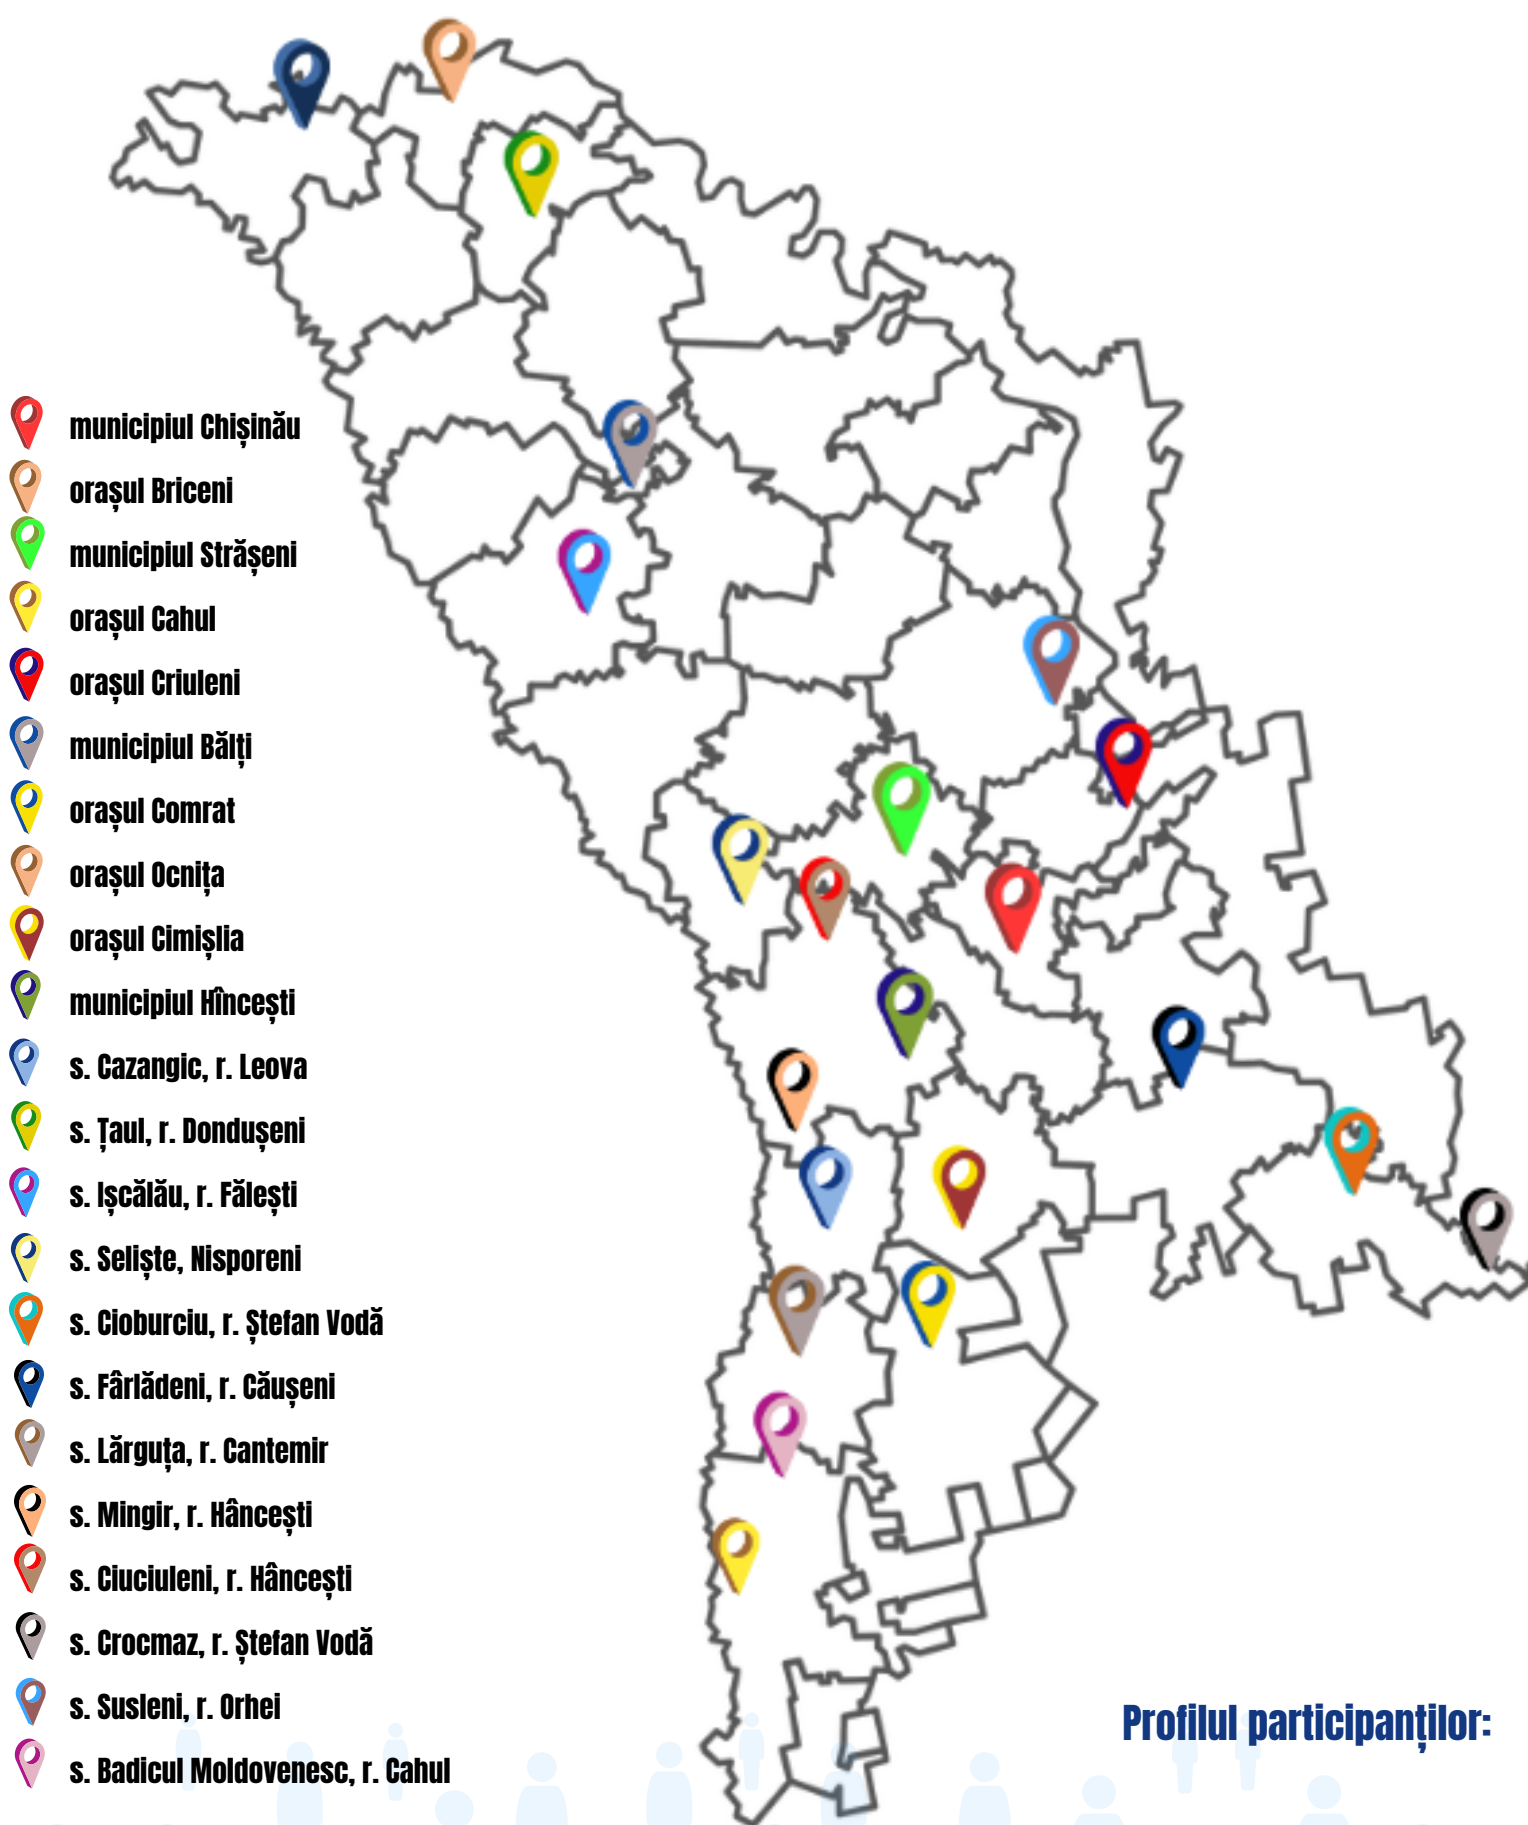 municipiul Chișinău
orașul Briceni
municipiul Strășeni
orașul Cahul
orașul Criuleni
municipiul Bălți
orașul Comrat
orașul Ocnița
orașul Cimișlia
municipiul Hîncești
s. Cazangic, r. Leova
s. Țaul, r. Dondușeni
s. Ișcălău, r. Fălești
s. Seliște, Nisporeni
s. Cioburciu, r. Ștefan Vodă
s. Fârlădeni, r. Căușeni
s. Lărguța, r. Cantemir
s. Mingir, r. Hâncești
s. Ciuciuleni, r. Hâncești
s. Crocmaz, r. Ștefan Vodă
s. Susleni, r. Orhei
s. Badicul Moldovenesc, r. Cahul
Profilul participanților: